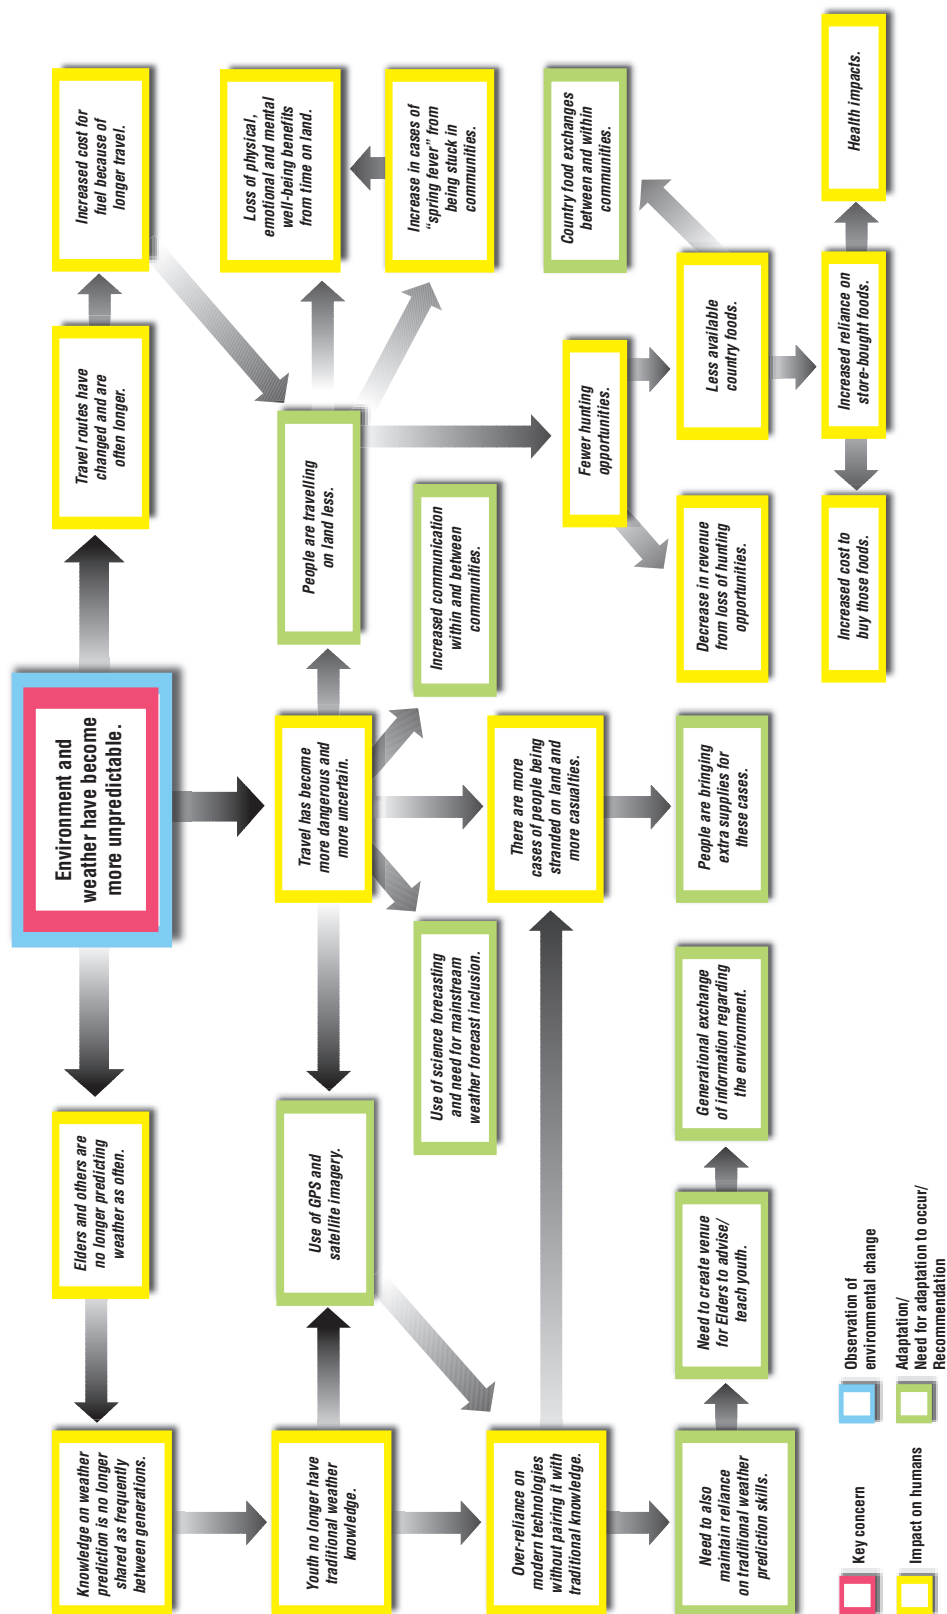 Environment and
weather have become
more unpredictable.
Elders and others are
no longer predicting
weather as often.
Knowledge on weather
prediction is no longer
shared as frequently
between generations.
Travel routes have
changed and are
often longer.
Increased cost for
fuel because of
longer travel.
Youth no longer have
traditional weather
knowledge.
Use of GPS and
satellite imagery.
Travel has become
more dangerous and
more uncertain.
People are travelling
on land less.
Loss of physical,
emotional and mental
well-being benefits
from time on land.
Use of science forecasting
and need for mainstream
weather forecast inclusion.
Increased communication
within and between
communities.
Increase in cases of
“spring fever” from
being stuck in
communities.
Over-reliance on
modern technologies
without pairing it with
traditional knowledge.
There are more
cases of people being
stranded on land and
more casualties.
Fewer hunting
opportunities.
Country food exchanges
between and within
communities.
Need to also
maintain reliance
on traditional weather
prediction skills.
Need to create venue
for Elders to advise/
teach youth.
Generational exchange
of information regarding
the environment.
People are bringing
extra supplies for
these cases.
Decrease in revenue
from loss of hunting
opportunities.
Less available
country foods.
Increased cost to
buy those foods.
Increased reliance on
store-bought foods.
Health impacts.
Key concern
Observation of
environmental change
Impact on humans
Adaptation/
Need for adaptation to occur/
Recommendation